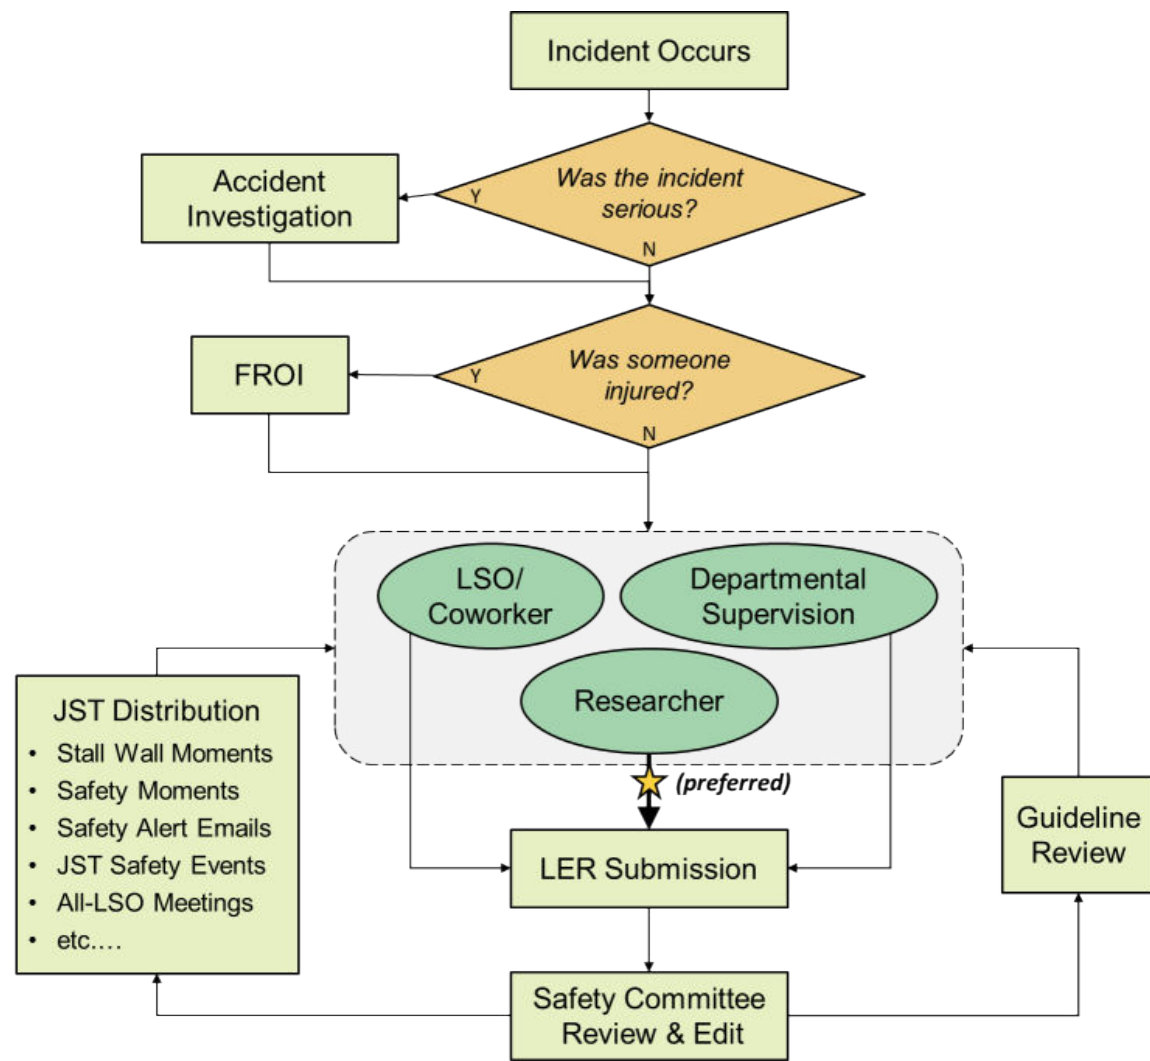 Incident Occurs
Was the incident
serious?
Y
N
Accident
Investigation
Was someone
injured?
Y
N
FROI
LSO/
Coworker
Departmental
Supervision
Researcher
(preferred)
JST Distribution
• Stall Wall Moments
• Safety Moments
• Safety Alert Emails
• JST Safety Events
• All-LSO Meetings
• etc.…
LER Submission
Guideline
Review
Safety Committee
Review & Edit